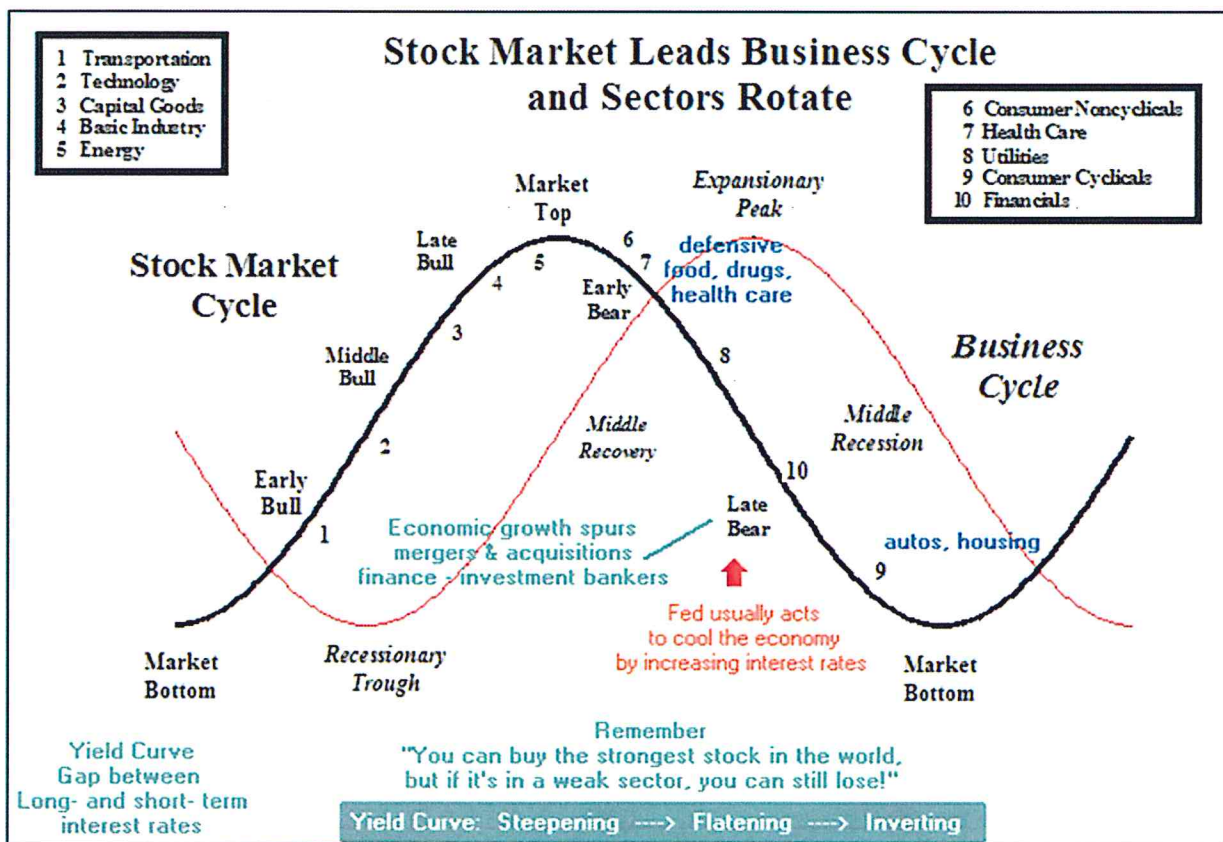 Stock Market Leads Business Cycle
and Sectors Rotate
1 Transportation
2 Technology
3 Capital Goods
4 Basic Industry
5 Energy
6 Consumer Noncyclicals
7 Health Care
8 Utilities
9 Consumer Cyclicals
10 Financials
Stock Market
Cycle
Market
Top
Expansionary
Peak
Late
Bull
6
defensive
food, drugs,
health care
5
7
4
Early
Bear
3
Middle
Bull
8
Business
Cycle
2
Middle
Recovery
Middle
Recession
Early
Bull
10
1
Late
Bear
Economic growth spurs
mergers & acquisitions
finance - investment bankers
autos, housing
9
Fed usually acts
to cool the economy
by increasing interest rates
Market
Bottom
Recessionary
Trough
Market
Bottom
Yield Curve
Gap between
Long- and short- term
interest rates
Remember
"You can buy the strongest stock in the world,
but if it's in a weak sector, you can still lose!"
Yield Curve: Steepening ----> Flatening ----> Inverting